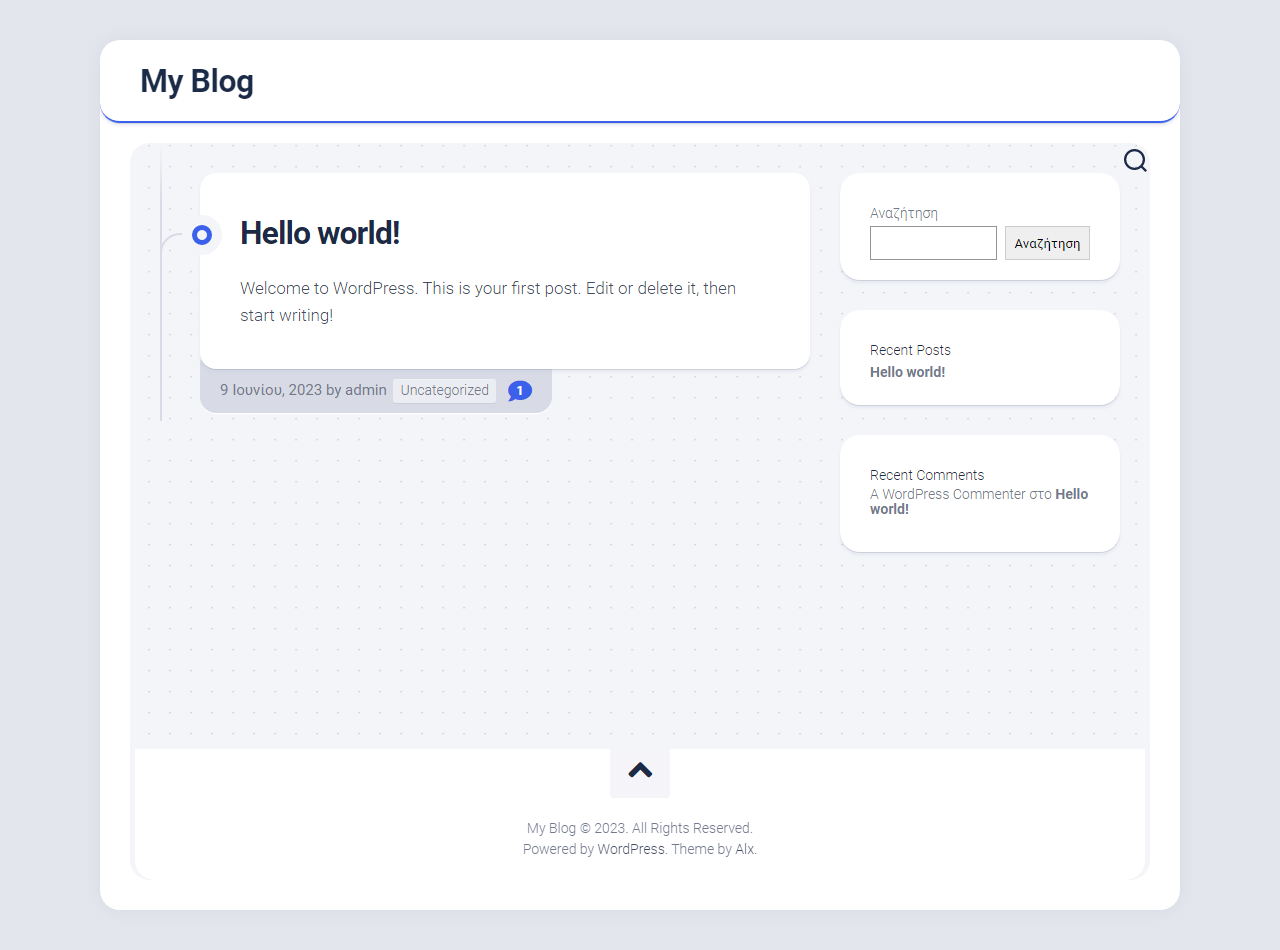 My Blog
Hello world!
Welcome to WordPress. This is your first post. Edit or delete it, then
start writing!
9 Ιουνίου, 2023 by admin Uncategorized 1
Αναζήτηση
Αναζήτηση
Recent Posts
Hello world!
Recent Comments
A WordPress Commenter στο Hello
world!
My Blog © 2023. All Rights Reserved.
Powered by WordPress. Theme by Alx.